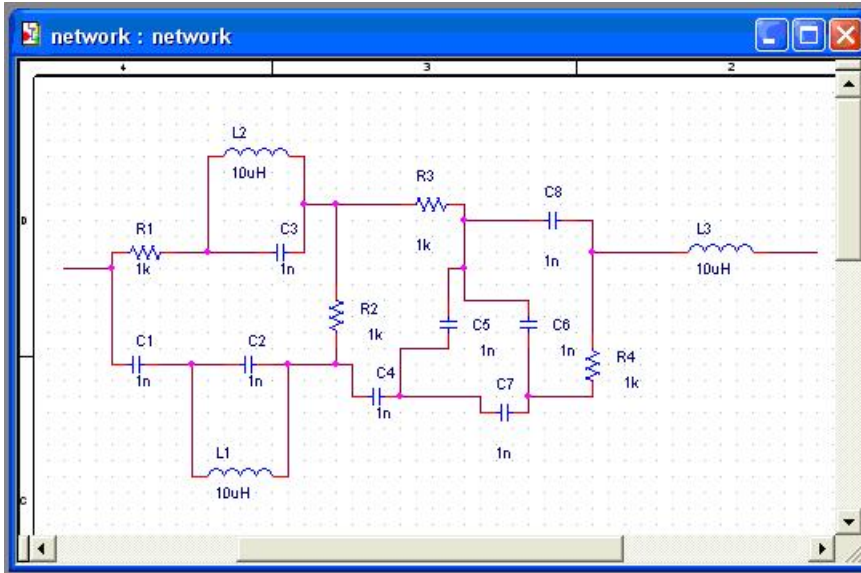 network : network
4 3 2
L2
10uH
R3
1k
C8
1n
D
R1
1k
C3
1n
L3
10uH
R2
1k
C5
1n
C6
1n
C1
1n
C2
1n
R4
1k
C4
1n
C7
1n
L1
10uH
C